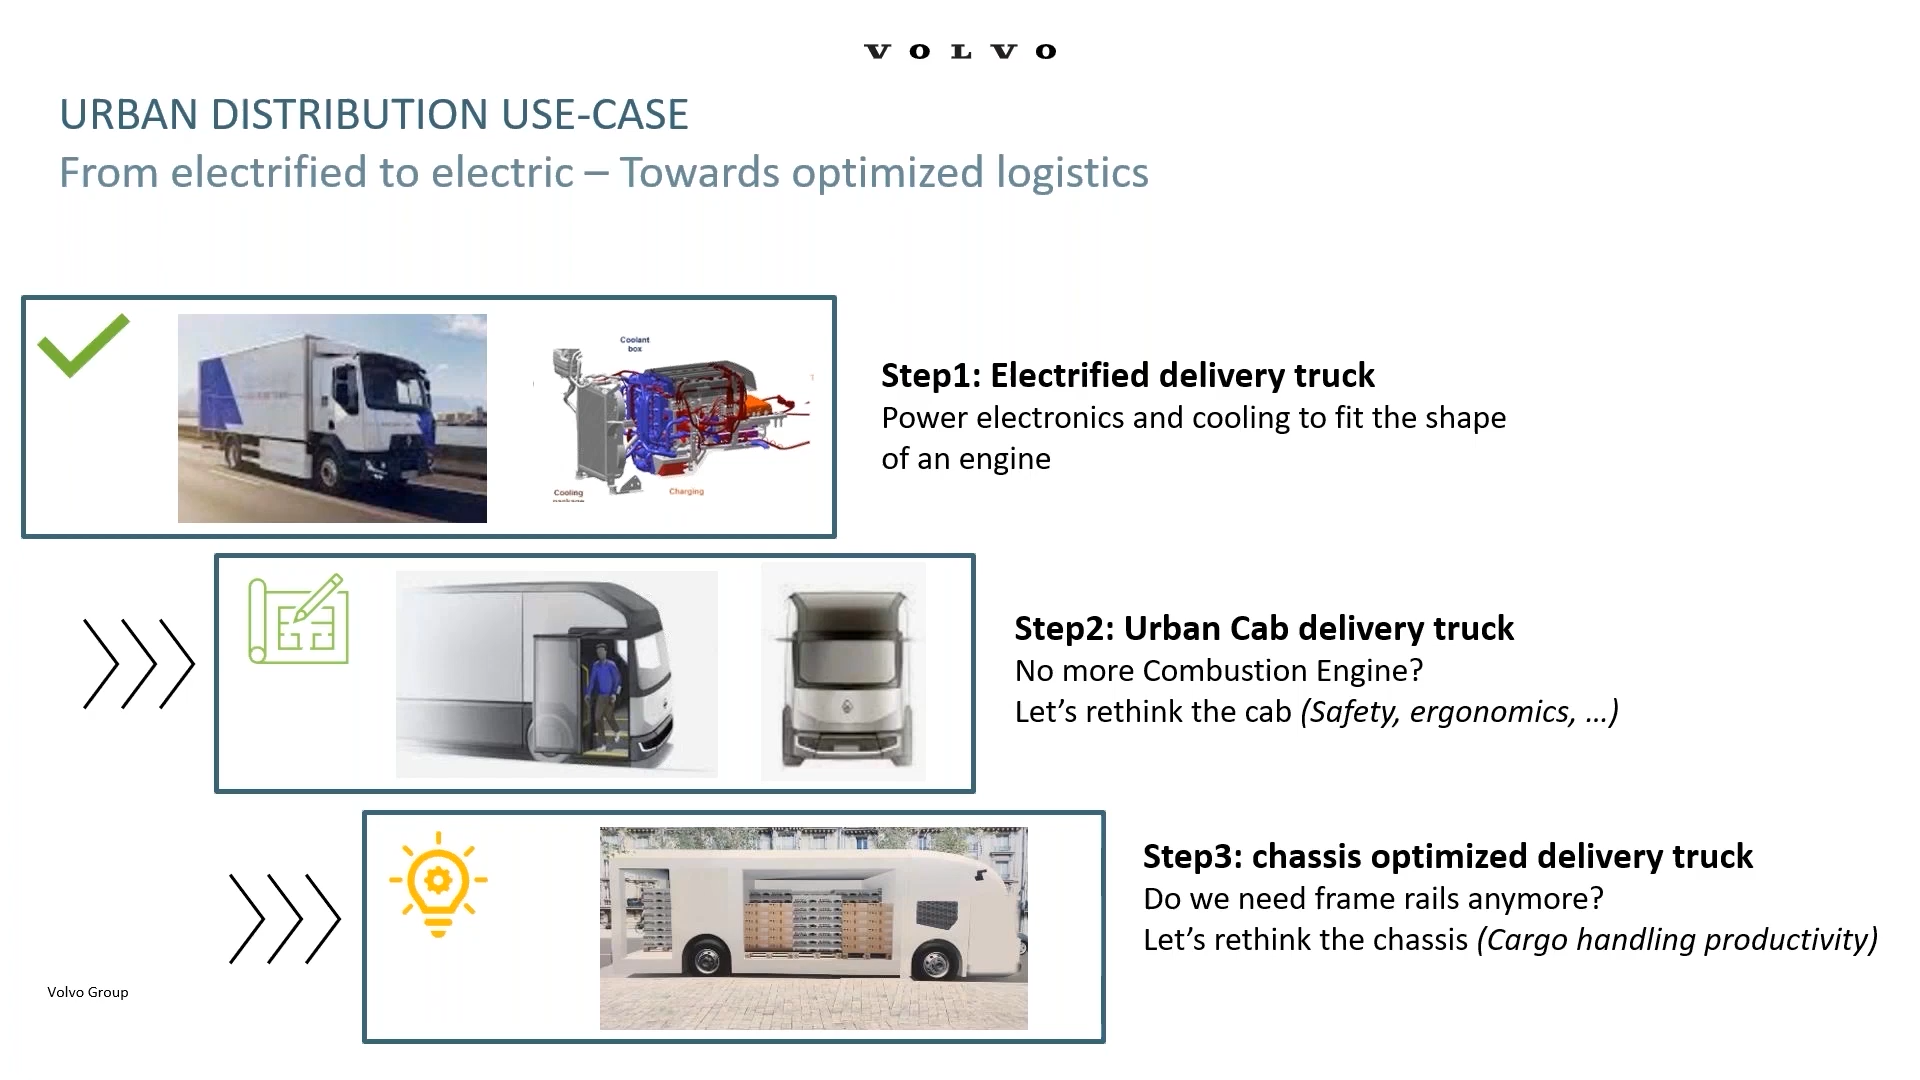 VOLVO
URBAN DISTRIBUTION USE-CASE
From electrified to electric – Towards optimized logistics
Coolant
box
Cooling
Charging
Step1: Electrified delivery truck
Power electronics and cooling to fit the shape
of an engine
Step2: Urban Cab delivery truck
No more Combustion Engine?
Let’s rethink the cab (Safety, ergonomics, …)
Step3: chassis optimized delivery truck
Do we need frame rails anymore?
Let’s rethink the chassis (Cargo handling productivity)
Volvo Group